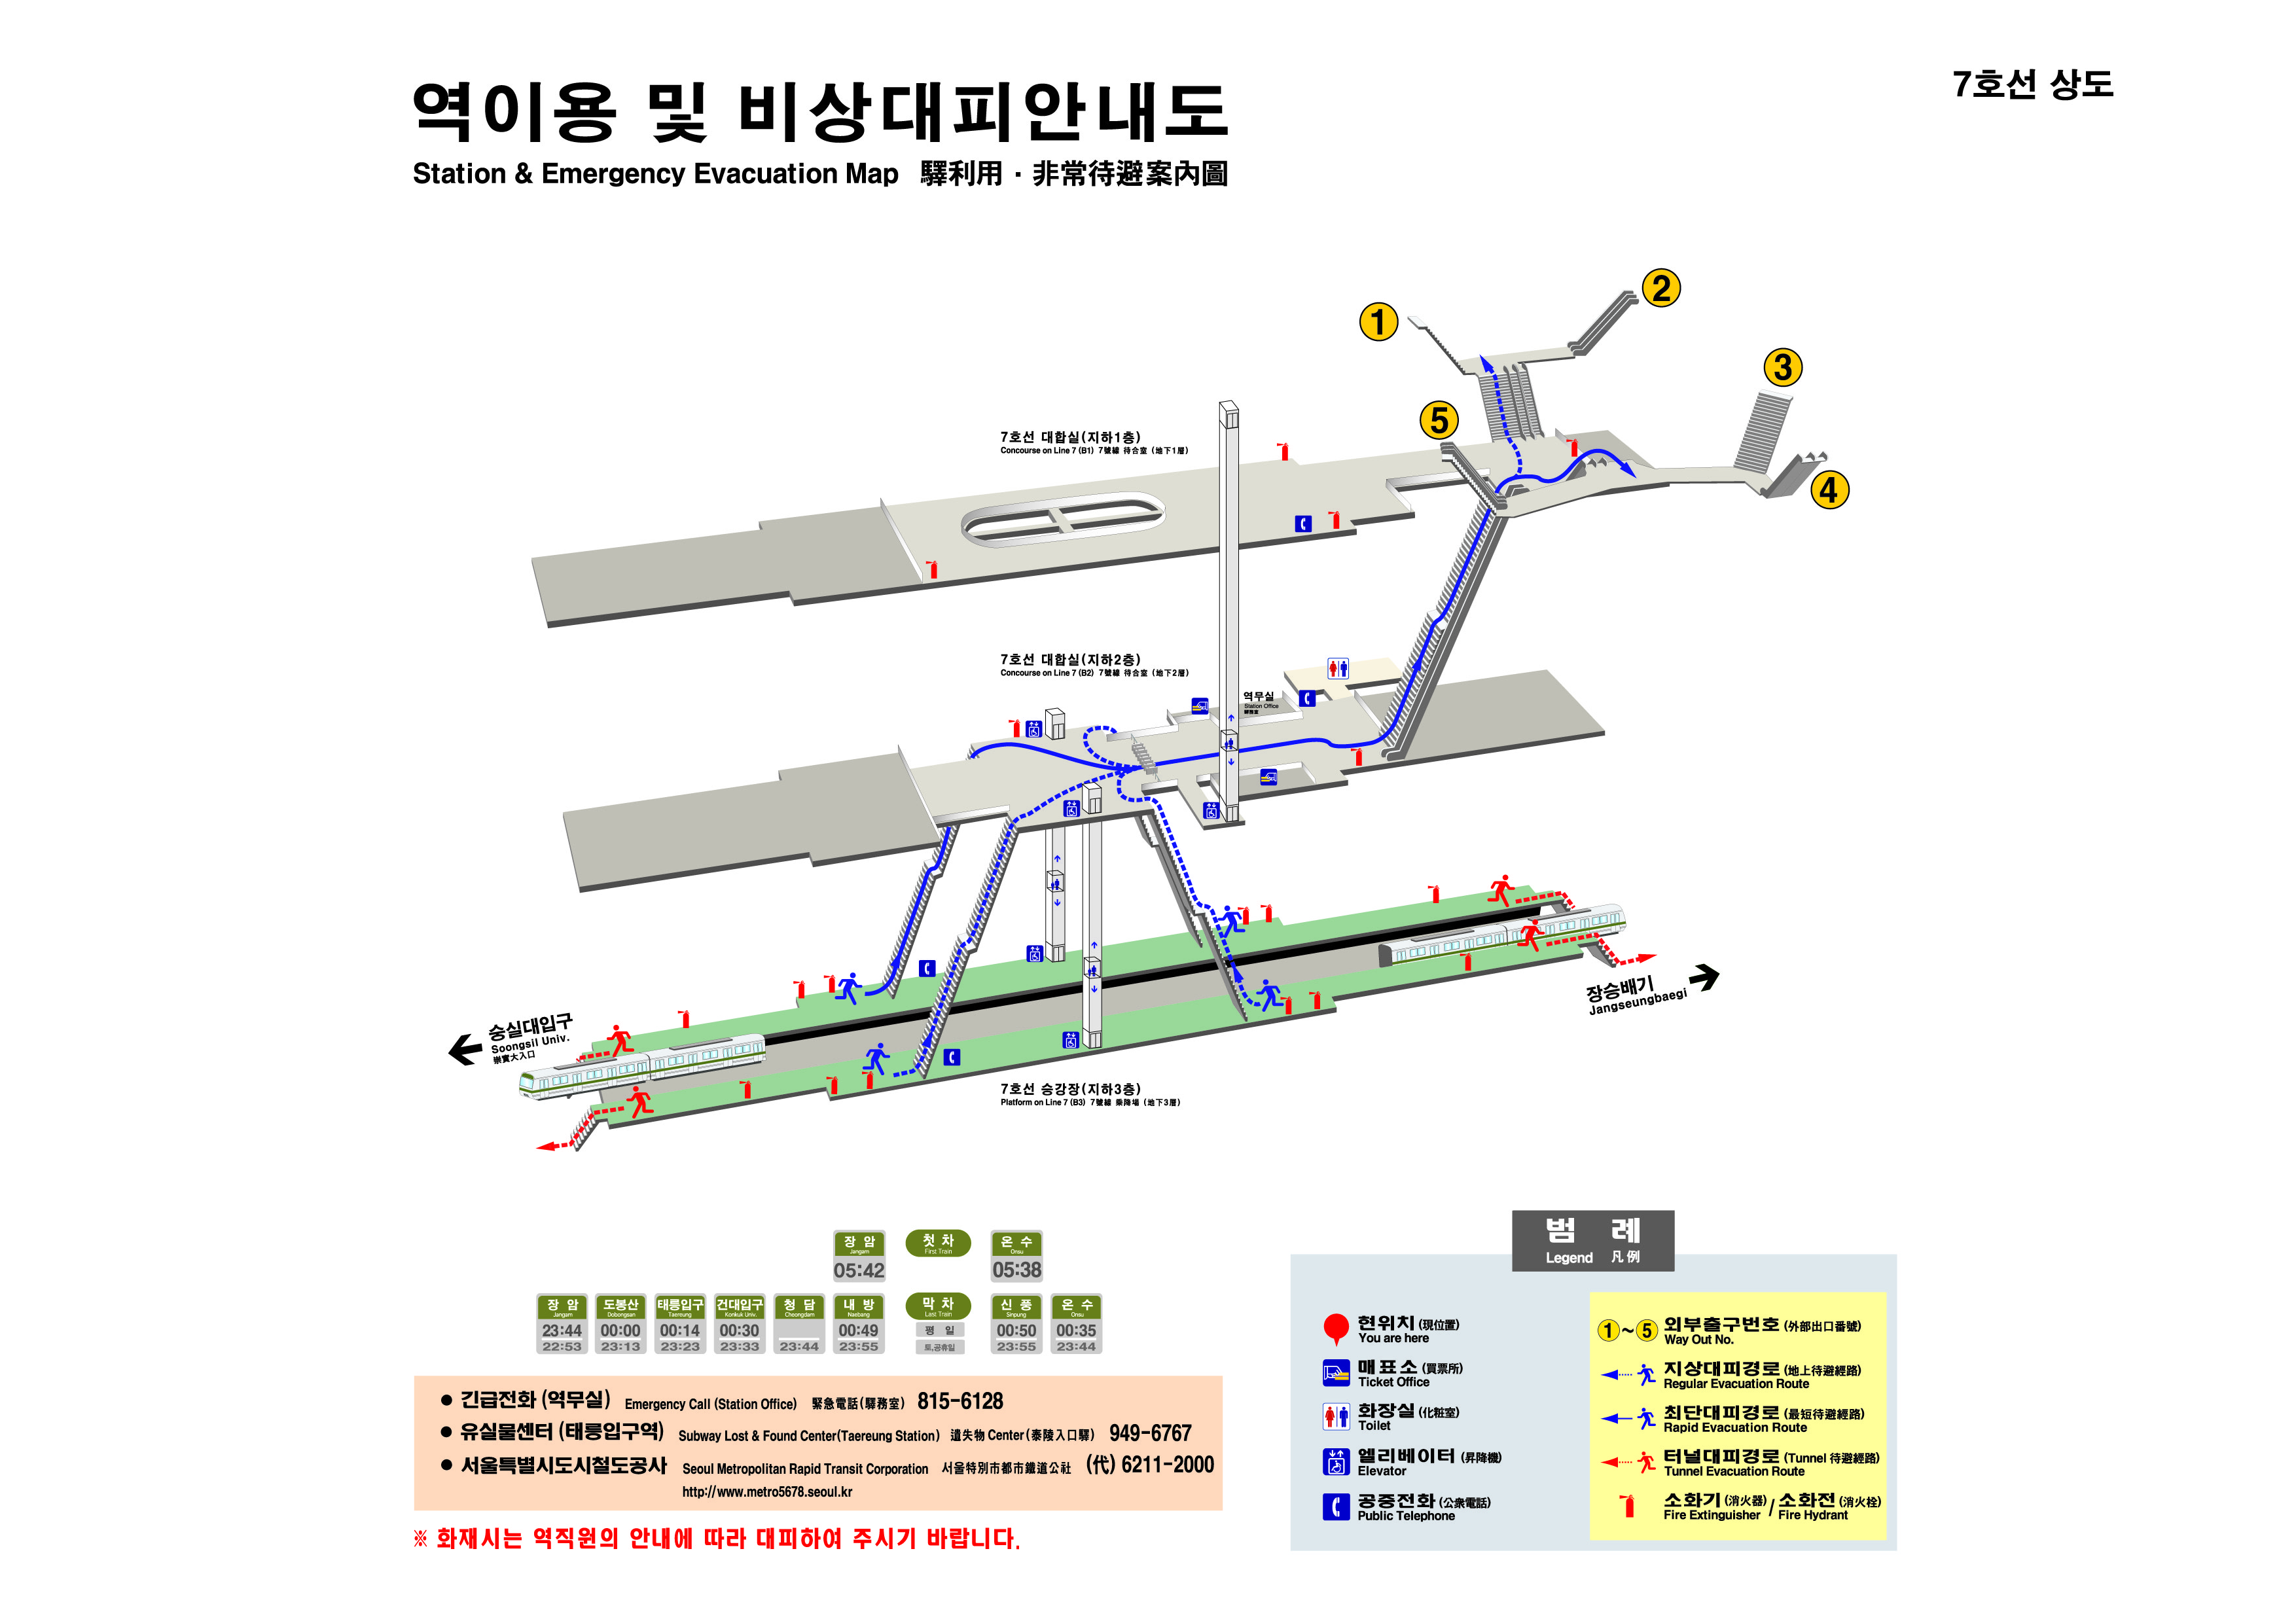 역이용 및 비상대피안내도
Station & Emergency Evacuation Map 驛利用 · 非常待避案內圖
7호선 상도
1
2
3
4
5
7호선 대합실(지하1층)
Concourse on Line 7 (B1) 7號線 待合室 (地下1層)
7호선 대합실(지하2층)
Concourse on Line 7 (B2) 7號線 待合室 (地下2層)
역무실
Station Office
驛務室
숭실대입구
Soongsil Univ.
崇實大入口
장승배기
Jangseungbaegi
7호선 승강장(지하3층)
Platform on Line 7 (B3) 7號線 乘降場 (地下3層)
장 암 첫 차 온 수
Jangam First Train Onsu
05:42 05:38
장 암 도봉산 태릉입구 건대입구 청 담 내 방 막 차 신 풍 온 수
Jangam Dobongsan Taereung Konkuk Univ. Cheongdam Naebang Last Train Sinpung Onsu
23:44 00:00 00:14 00:30 00:49 평 일 00:50 00:35
22:53 23:13 23:23 23:33 23:44 23:55 토,공휴일 23:55 23:44
● 긴급전화 (역무실) Emergency Call (Station Office) 緊急電話(驛務室) 815-6128
● 유실물센터 (태릉입구역) Subway Lost & Found Center(Taereung Station) 遺失物 Center(泰陵入口驛) 949-6767
● 서울특별시도시철도공사 Seoul Metropolitan Rapid Transit Corporation 서울特別市都市鐵道公社 (代) 6211-2000
http://www.metro5678.seoul.kr
※ 화재시는 역직원의 안내에 따라 대피하여 주시기 바랍니다.
범 례
Legend 凡例
현위치 (現位置)
You are here
매표소 (買票所)
Ticket Office
화장실 (化粧室)
Toilet
엘리베이터 (昇降機)
Elevator
공중전화 (公衆電話)
Public Telephone
1~5 외부출구번호 (外部出口番號)
Way Out No.
지상대피경로 (地上待避經路)
Regular Evacuation Route
최단대피경로 (最短待避經路)
Rapid Evacuation Route
터널대피경로 (Tunnel 待避經路)
Tunnel Evacuation Route
소화기 (消火器) / 소화전 (消火栓)
Fire Extinguisher / Fire Hydrant